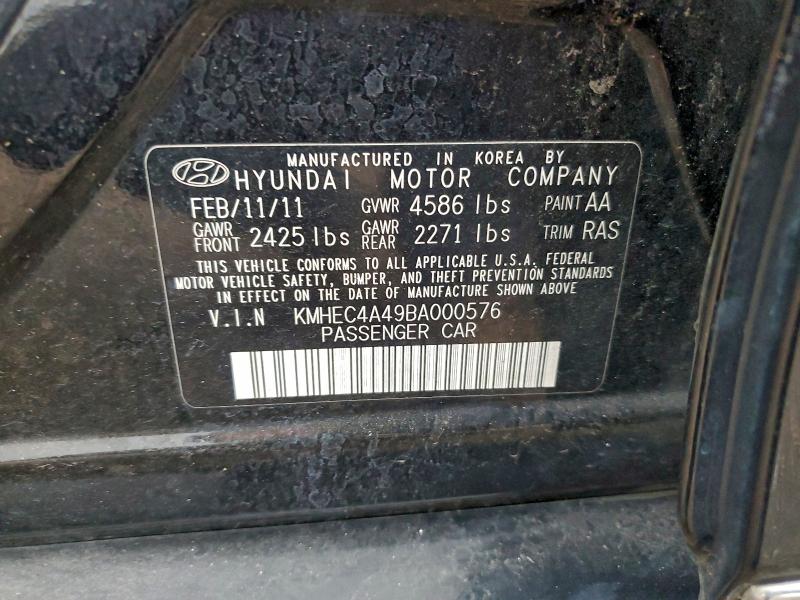 MANUFACTURED IN KOREA BY
HYUNDAI MOTOR COMPANY
FEB/11/11 GVWR 4586 lbs PAINT AA
GAWR FRONT 2425 lbs GAWR REAR 2271 lbs TRIM RAS
THIS VEHICLE CONFORMS TO ALL APPLICABLE U.S.A. FEDERAL
MOTOR VEHICLE SAFETY, BUMPER, AND THEFT PREVENTION STANDARDS
IN EFFECT ON THE DATE OF MANUFACTURE SHOWN ABOVE
V.I.N KMHEC4A49BA000576
PASSENGER CAR